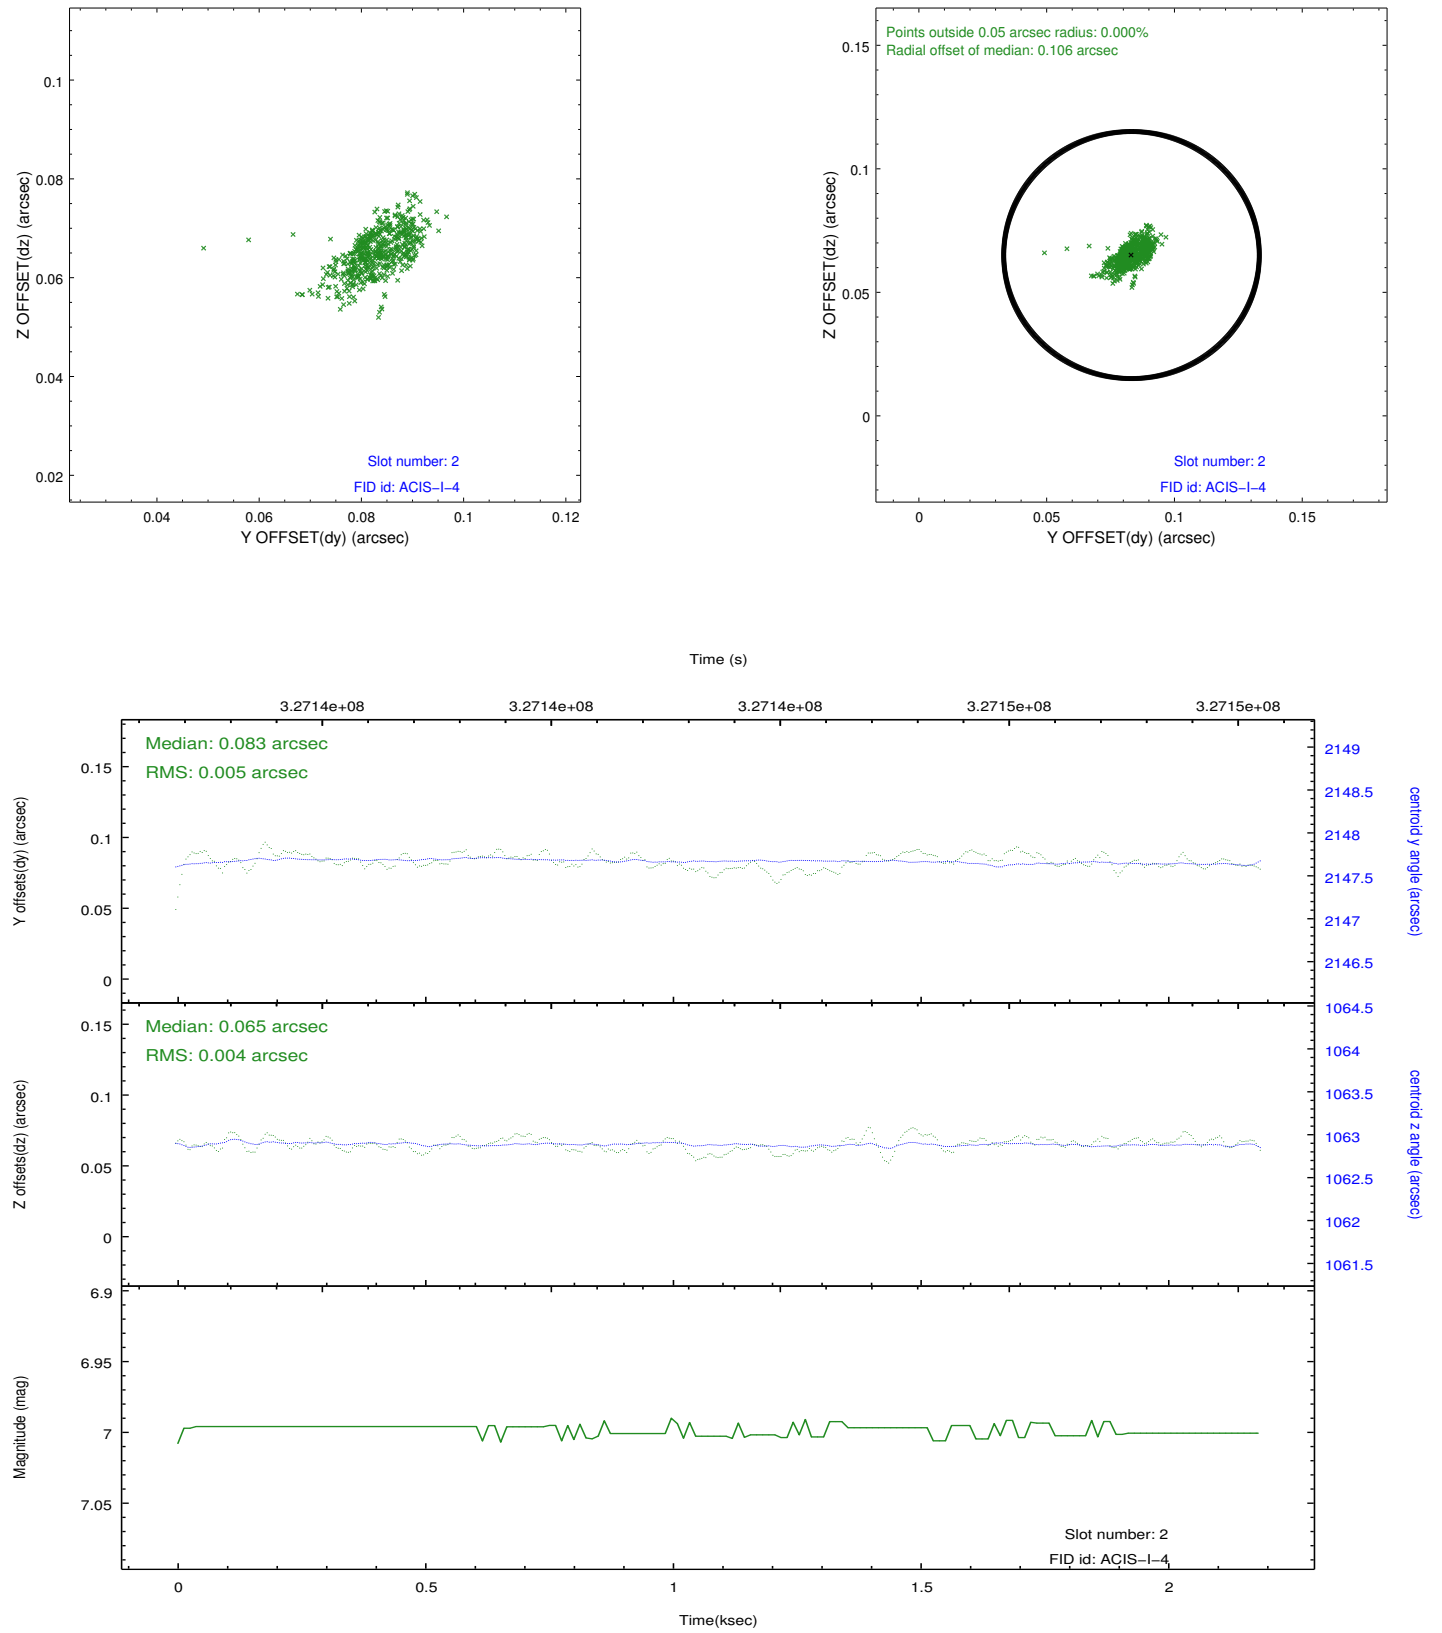 0.1
0.08
0.06
0.04
0.02
Z OFFSET(dz) (arcsec)
Slot number: 2
FID id: ACIS−I−4
0.04 0.06 0.08 0.1 0.12
Y OFFSET(dy) (arcsec)
Points outside 0.05 arcsec radius: 0.000%
Radial offset of median: 0.106 arcsec
0.15
0.1
0.05
0
Z OFFSET(dz) (arcsec)
Slot number: 2
FID id: ACIS−I−4
0 0.05 0.1 0.15
Y OFFSET(dy) (arcsec)
Time (s)
3.2714e+08 3.2714e+08 3.2714e+08 3.2715e+08 3.2715e+08
Median: 0.083 arcsec
RMS: 0.005 arcsec
0.15
0.1
0.05
0
Y offsets(dy) (arcsec)
2149
2148.5
2148
2147.5
2147
2146.5
centroid y angle (arcsec)
Median: 0.065 arcsec
RMS: 0.004 arcsec
0.15
0.1
0.05
0
Z offsets(dz) (arcsec)
1064.5
1064
1063.5
1063
1062.5
1062
1061.5
centroid z angle (arcsec)
6.9
6.95
7
7.05
Magnitude (mag)
Slot number: 2
FID id: ACIS−I−4
0 0.5 1 1.5 2
Time(ksec)